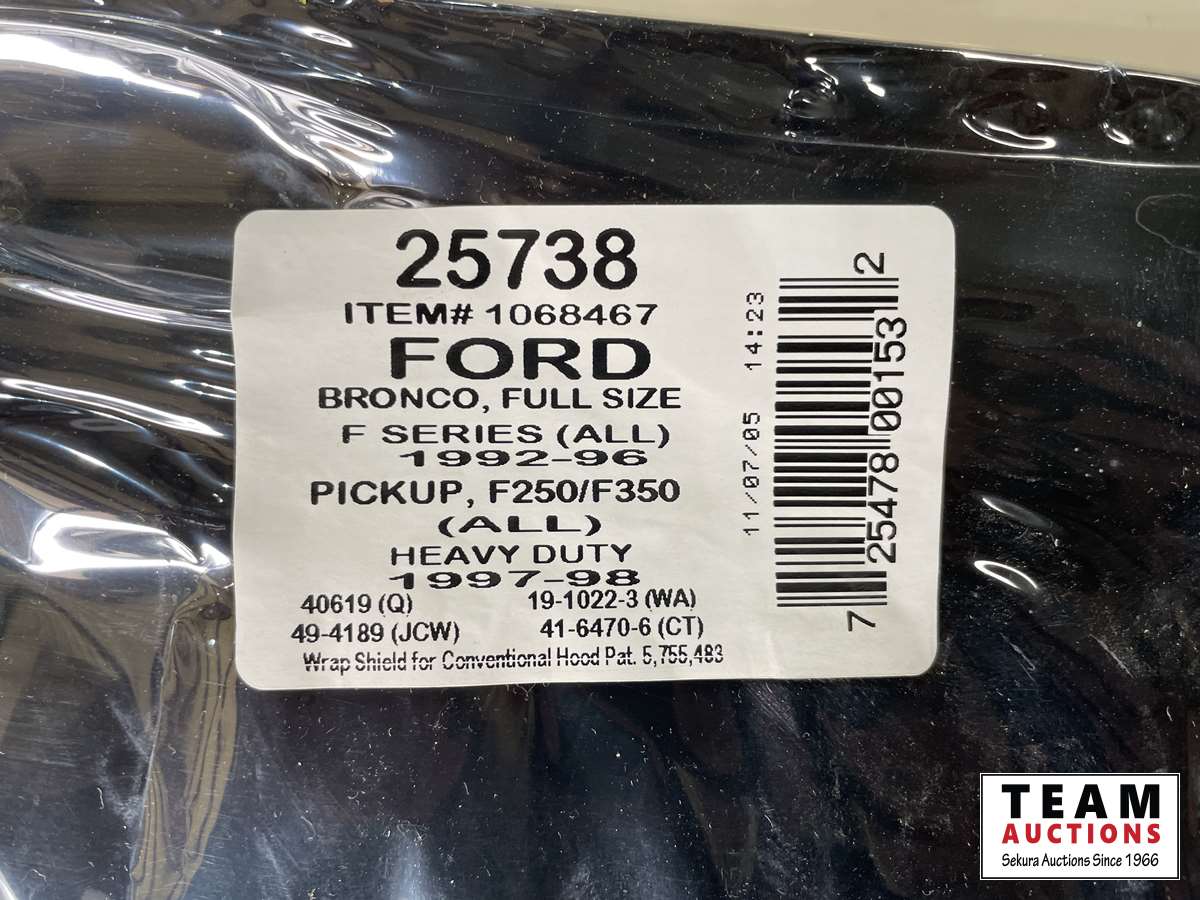 25738
ITEM# 1068467
FORD
BRONCO, FULL SIZE
F SERIES (ALL)
1992-96
PICKUP, F250/F350
(ALL)
HEAVY DUTY
1997-98
40619 (Q) 19-1022-3 (WA)
49-4189 (JCW) 41-6470-6 (CT)
Wrap Shield for Conventional Hood Pat. 5,755,483
11/07/05 14:23
7 25478 00153 2
TEAM
AUCTIONS
Sekura Auctions Since 1966